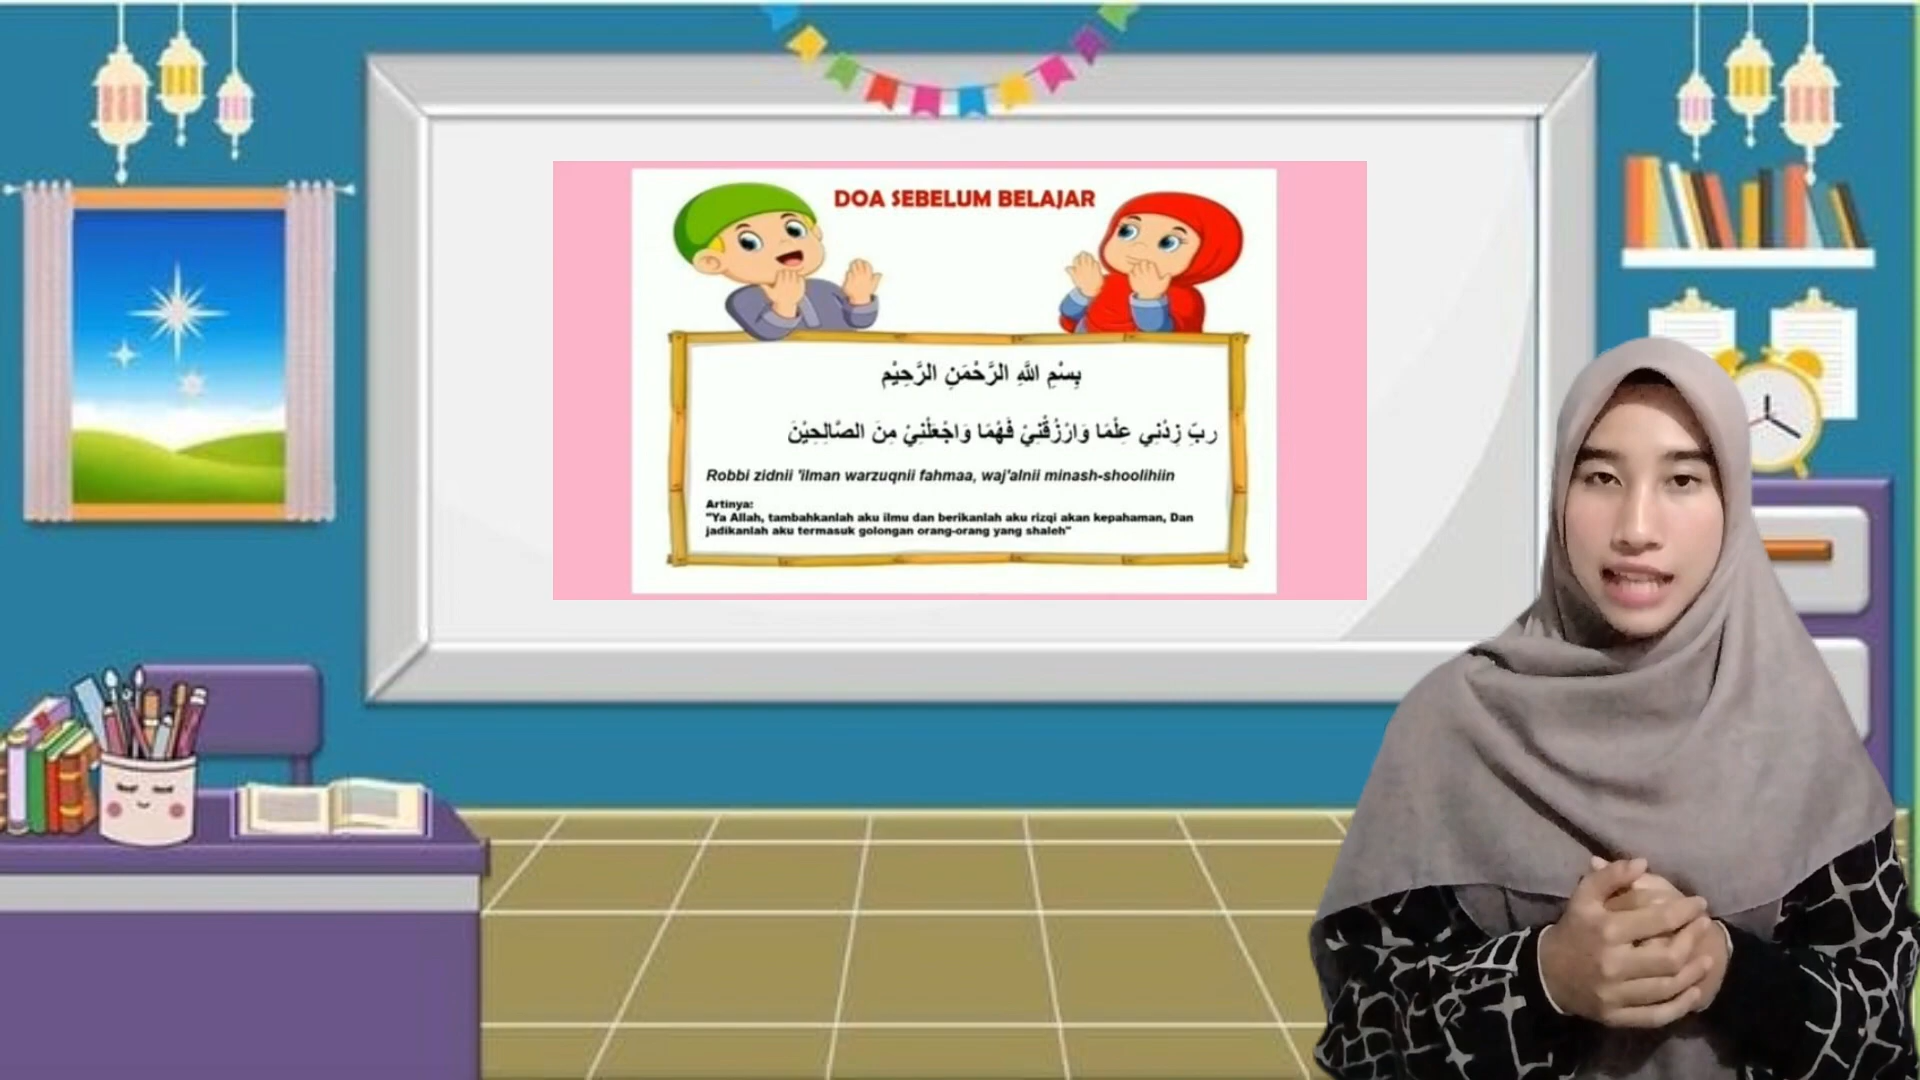 DOA SEBELUM BELAJAR
بِسْمِ اللَّهِ الرَّحْمَنِ الرَّحِيْمِ
رَبِّ زِدْنِي عِلْمًا وَارْزُقْنِيْ فَهْمًا وَاجْعَلْنِيْ مِنَ الصَّالِحِيْنَ
Robbi zidnii 'ilman warzuqnii fahmaa, waj'alnii minash-shoolihiin
Artinya:
"Ya Allah, tambahkanlah aku ilmu dan berikanlah aku rizqi akan kepahaman, Dan
jadikanlah aku termasuk golongan orang-orang yang shaleh"